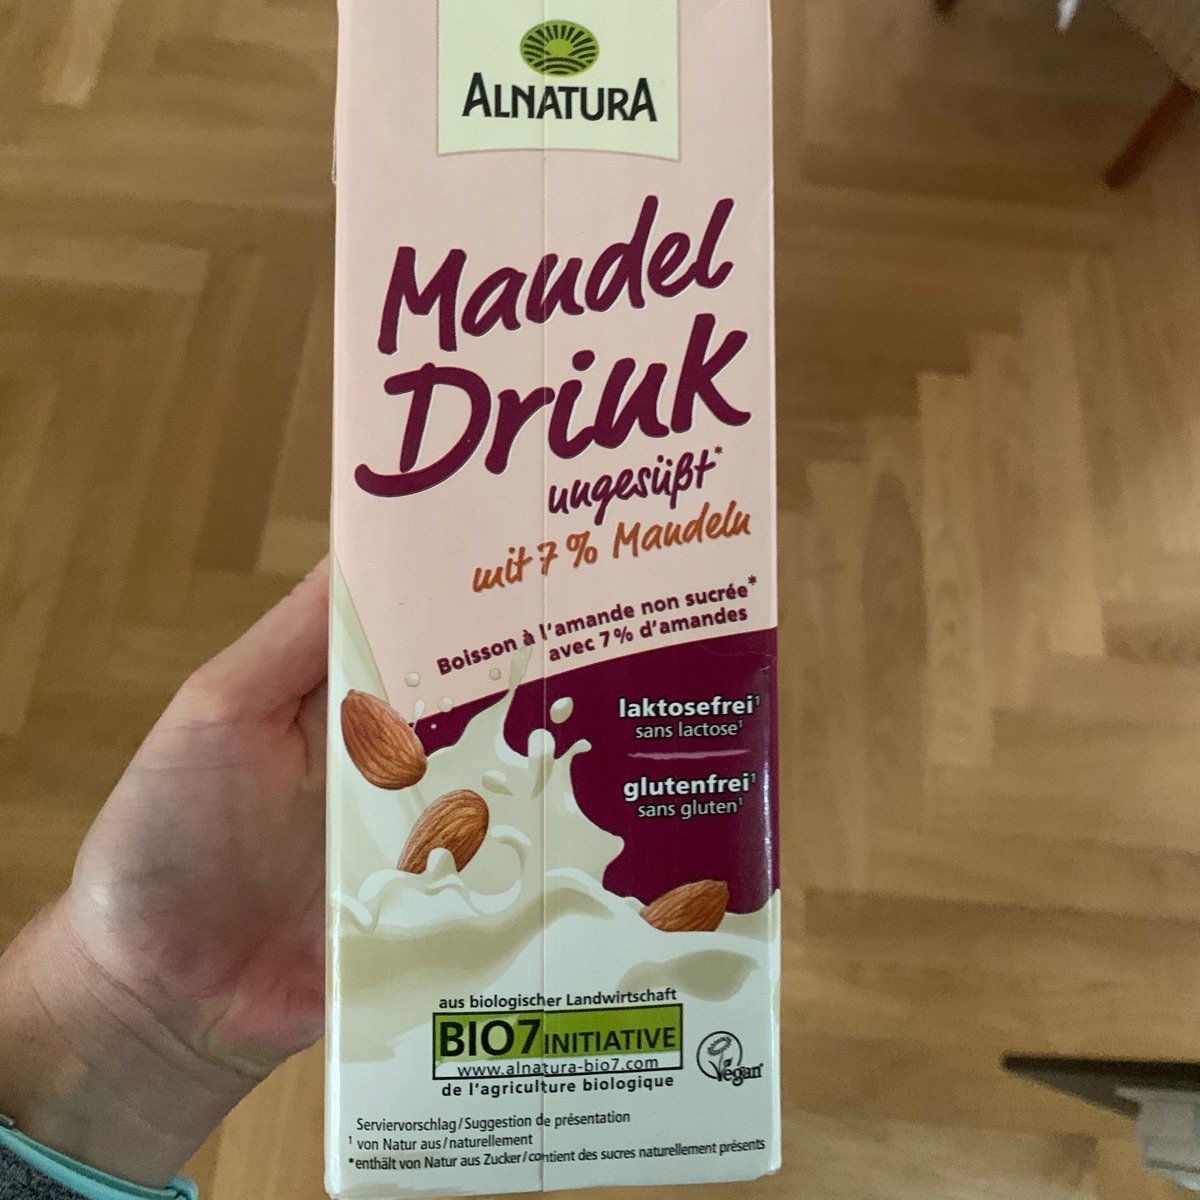 ALNATURA
Mandel
Drink
ungesüßt*
mit 7% Mandeln
Boisson à l'amande non sucrée*
avec 7% d'amandes
laktosefrei¹
sans lactose¹
glutenfrei¹
sans gluten¹
aus biologischer Landwirtschaft
BIO7 INITIATIVE
www.alnatura-bio7.com
de l'agriculture biologique
Vegan
Serviervorschlag/Suggestion de présentation
¹ von Natur aus/naturellement
*enthält von Natur aus Zucker/contient des sucres naturellement présents